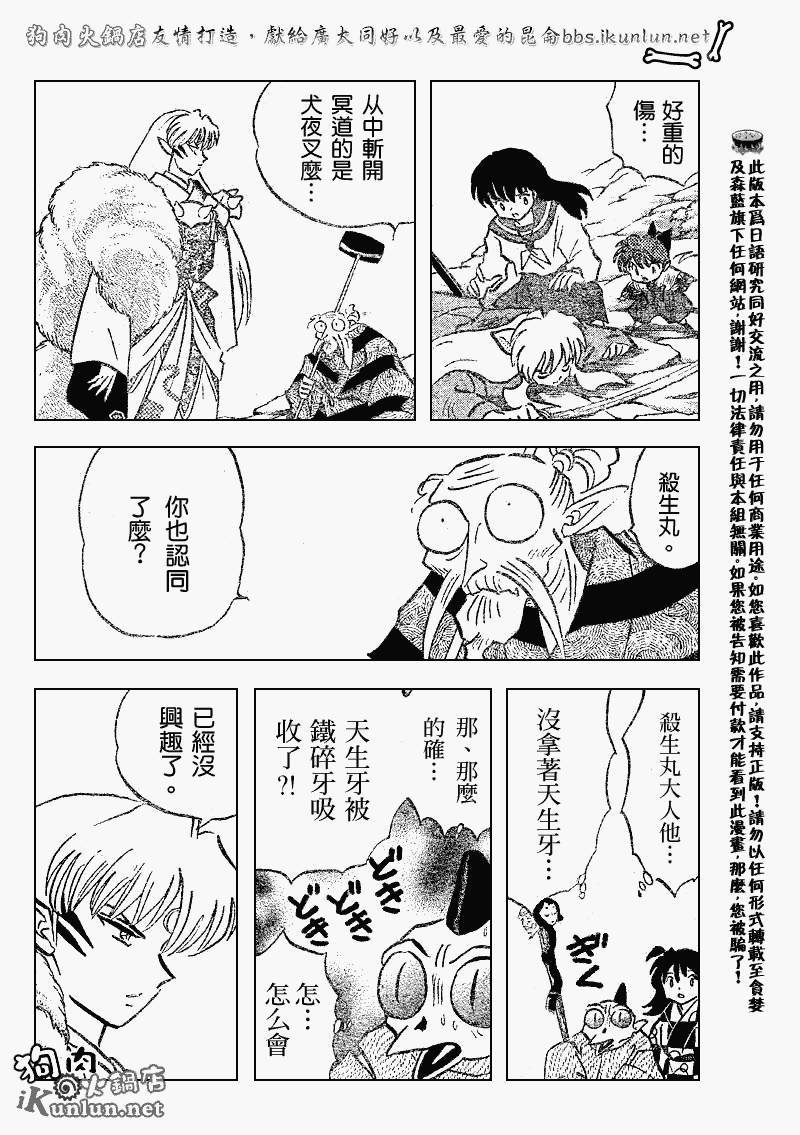 狗肉火鍋店友情打造，獻給廣大同好以及最愛的昆侖bbs.ikunlun.net
好重的
傷…
从中斬開
冥道的是
犬夜叉麼…
殺生丸。
你也認同
了麼？
殺生丸大人他…
沒拿著天生牙…
ぎく
那、那麼
的確…
天生牙被
鐵碎牙吸
收了?!
どき
どき
どき
怎…
怎么會
已經沒
興趣了。
此版本爲日語研究同好交流之用，請勿用于任何商業用途。如您喜歡此作品，請支持正版！請勿以任何形式轉載至貪婪
及森藍旗下任何網站，謝謝！一切法律責任與本組無關。如果您被告知需要付款才能看到此漫畫，那麼，您被騙了！
狗肉
火鍋店
iKunlun.net